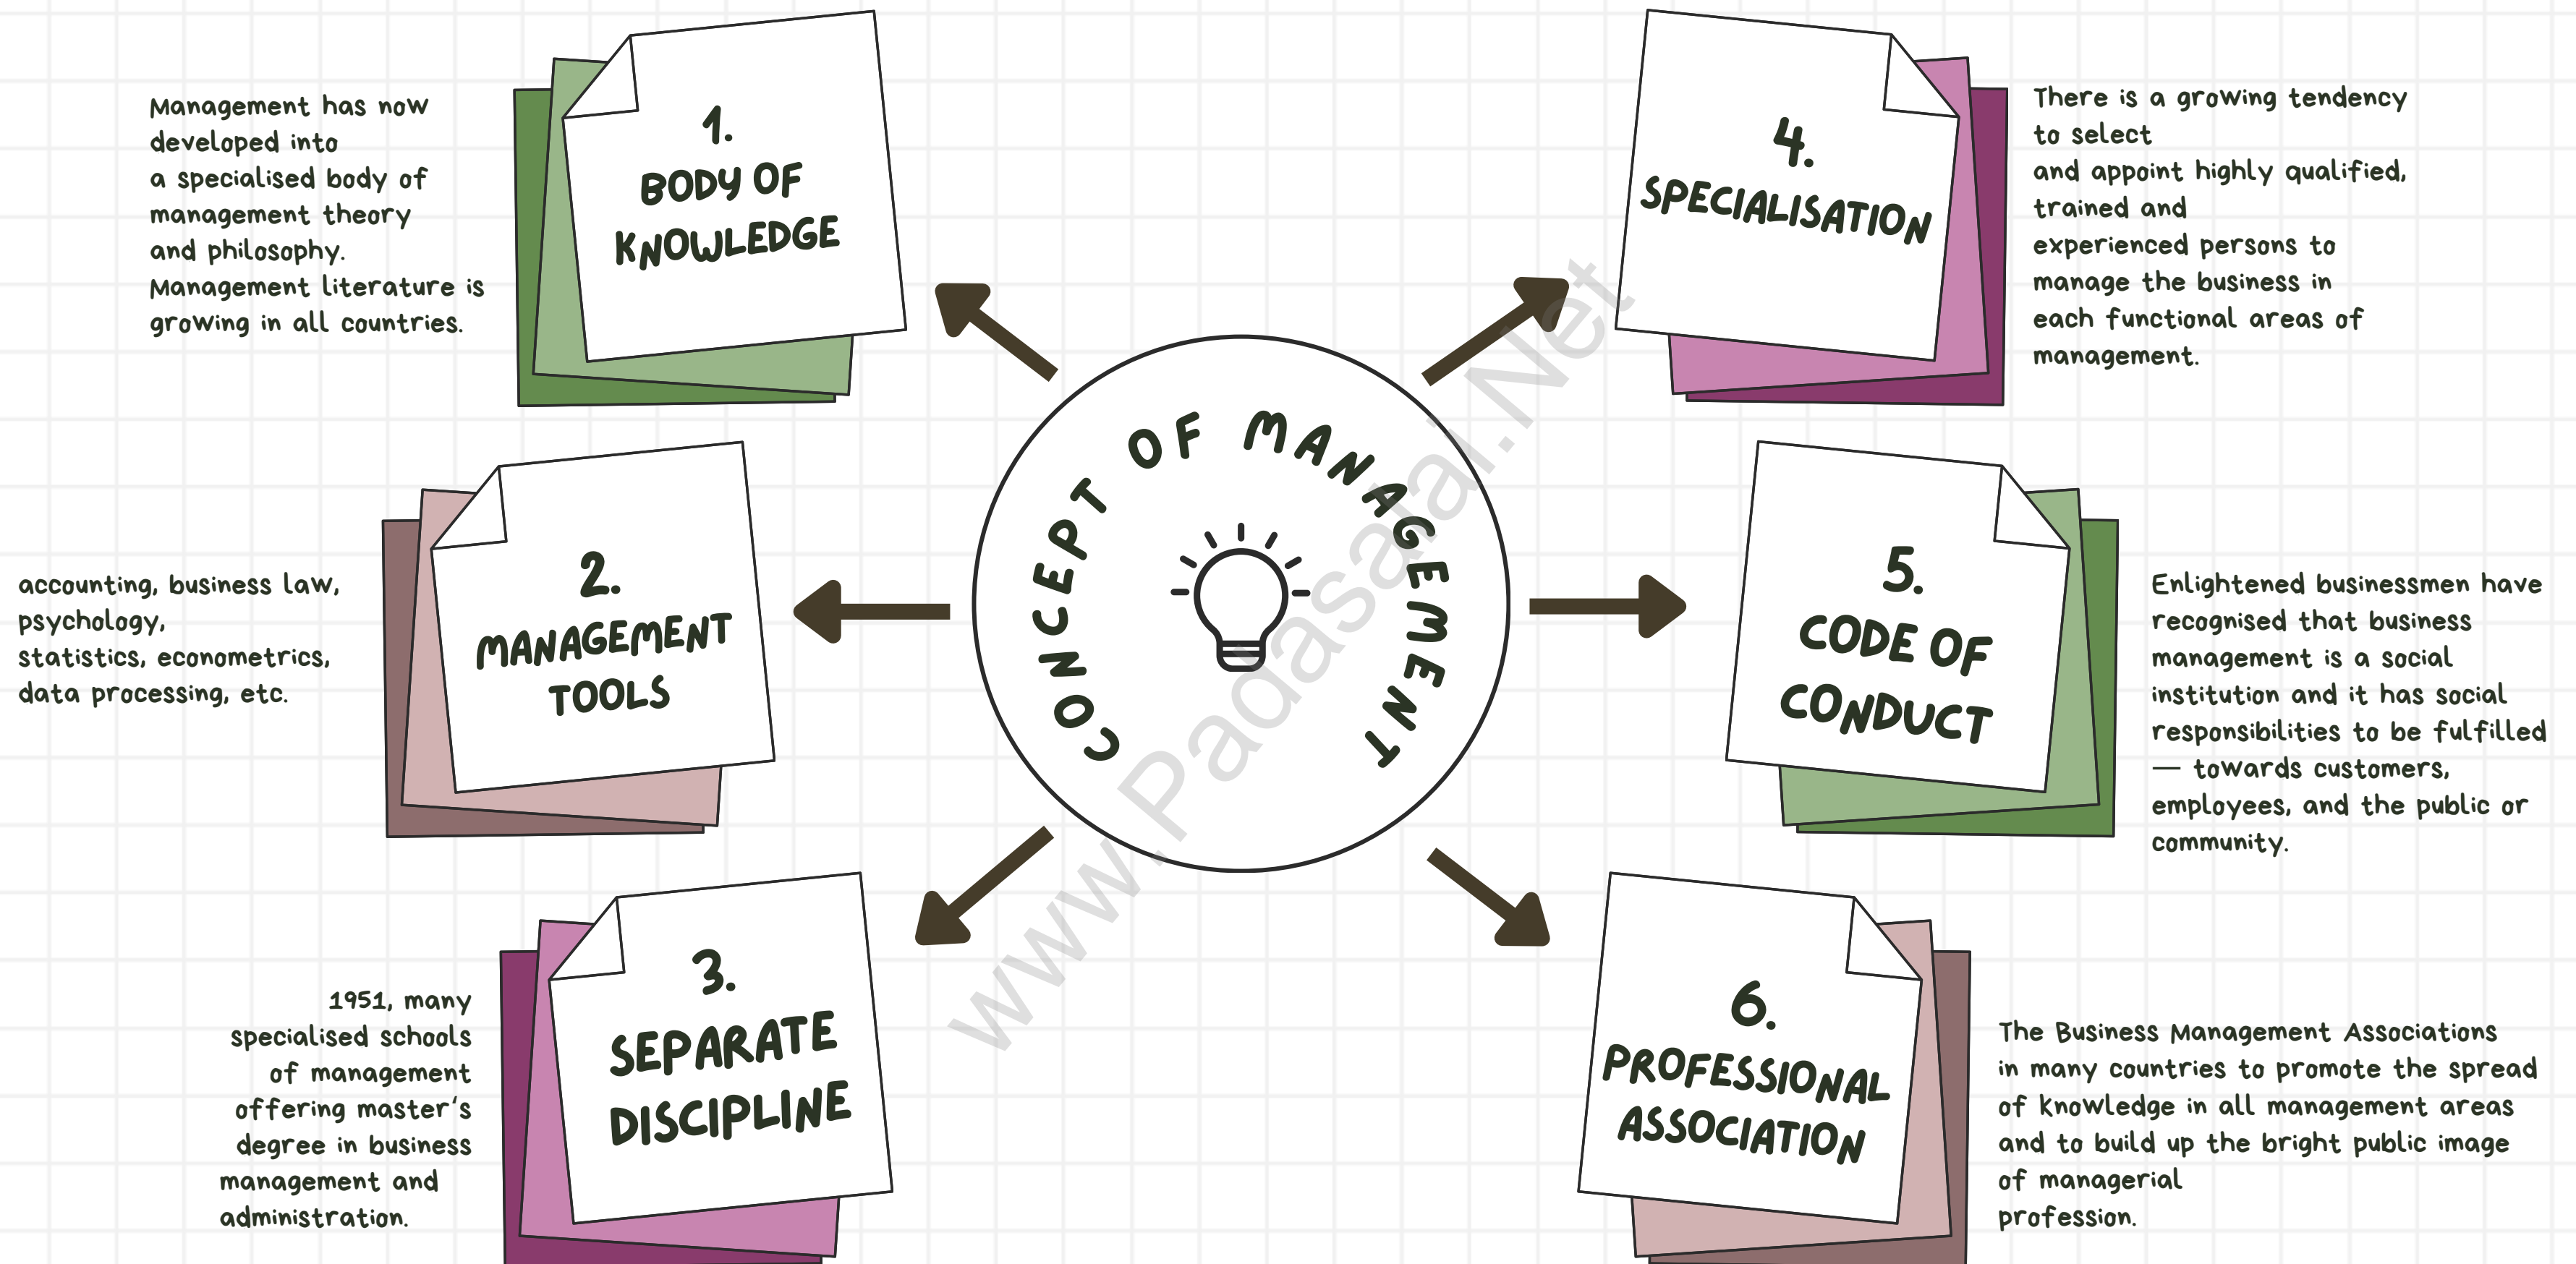 CONCEPT OF MANAGEMENT
1.
BODY OF
KNOWLEDGE
Management has now
developed into
a specialised body of
management theory
and philosophy.
Management literature is
growing in all countries.
2.
MANAGEMENT
TOOLS
accounting, business law,
psychology,
statistics, econometrics,
data processing, etc.
3.
SEPARATE
DISCIPLINE
1951, many
specialised schools
of management
offering master's
degree in business
management and
administration.
4.
SPECIALISATION
There is a growing tendency
to select
and appoint highly qualified,
trained and
experienced persons to
manage the business in
each functional areas of
management.
5.
CODE OF
CONDUCT
Enlightened businessmen have
recognised that business
management is a social
institution and it has social
responsibilities to be fulfilled
— towards customers,
employees, and the public or
community.
6.
PROFESSIONAL
ASSOCIATION
The Business Management Associations
in many countries to promote the spread
of knowledge in all management areas
and to build up the bright public image
of managerial
profession.
www.Padasalai.Net